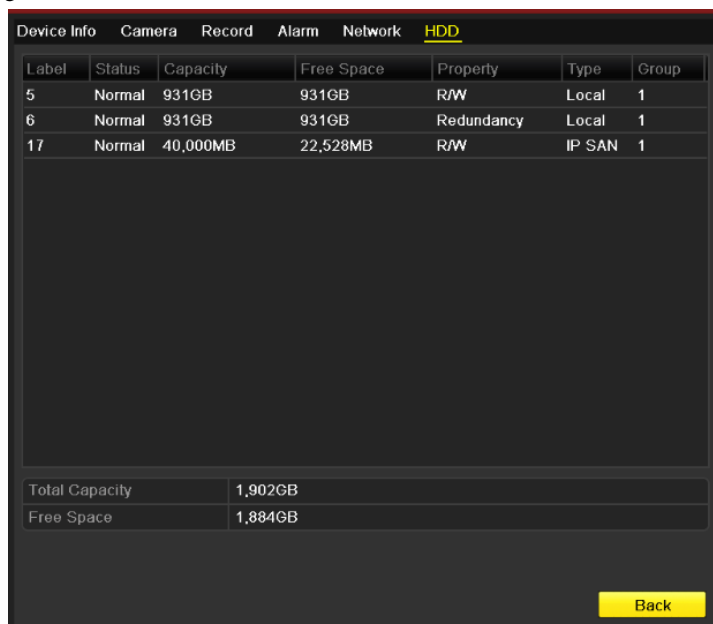 Device Info Camera Record Alarm Network HDD
Label Status Capacity Free Space Property Type Group
5 Normal 931GB 931GB R/W Local 1
6 Normal 931GB 931GB Redundancy Local 1
17 Normal 40,000MB 22,528MB R/W IP SAN 1
Total Capacity 1,902GB
Free Space 1,884GB
Back